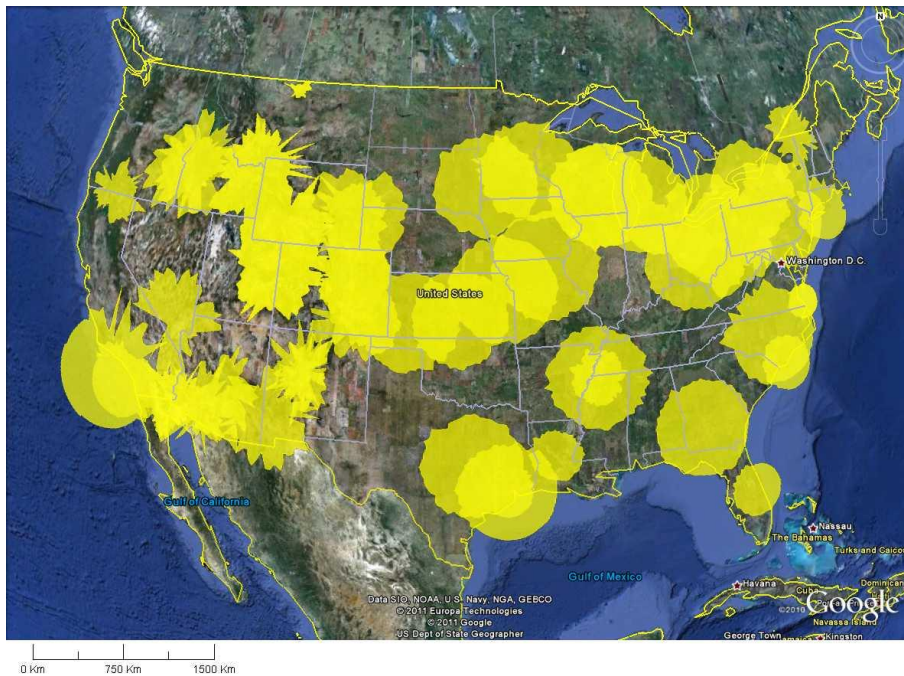 N
Washington D.C.
United States
Gulf of California
Nassau
The Bahamas
Turks and Caicos
Gulf of Mexico
Havana
Cuba
Dominican
Data SIO, NOAA, U.S. Navy, NGA, GEBCO
© 2011 Europa Technologies
© 2011 Google
US Dept of State Geographer
©2010 Google
Navassa Island
George Town
Kingston
0 Km 750 Km 1500 Km